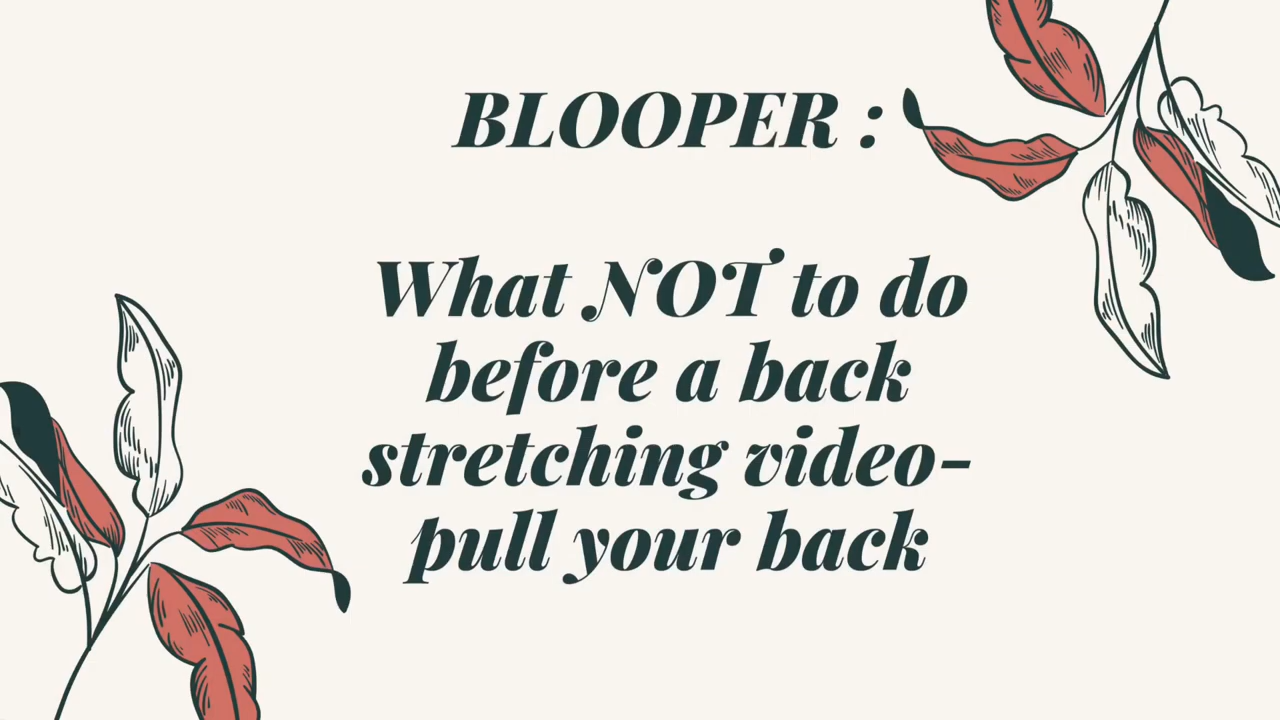 BLOOPER :
What NOT to do
before a back
stretching video-
pull your back